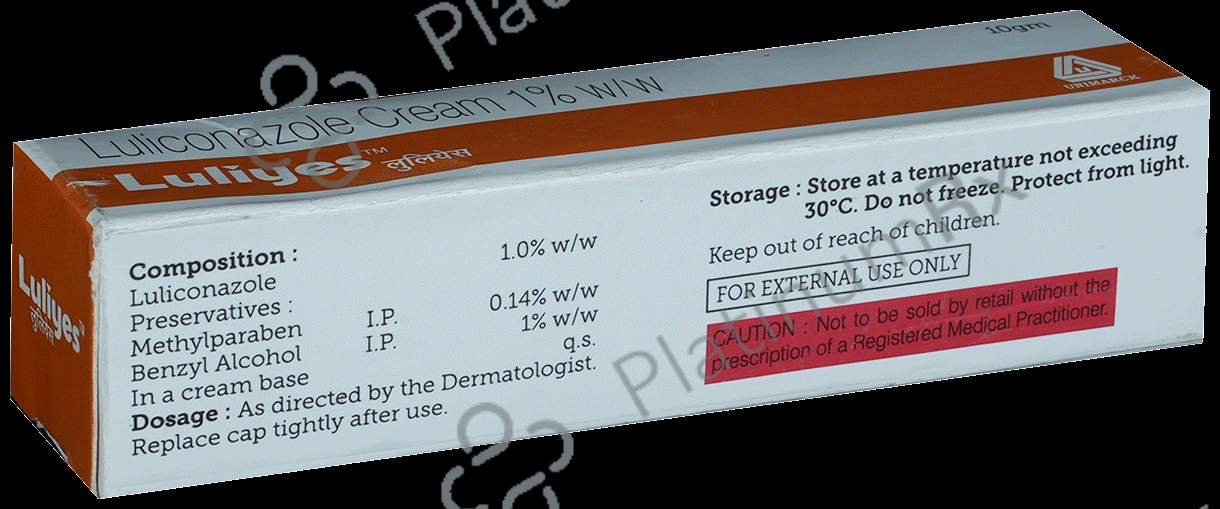 10gm
Luliconazole Cream 1% w/w
Luliyes™ लुलियेस
UNIMARCK
Luliyes™
लुलियेस
Composition :
Luliconazole 1.0% w/w
Preservatives :
Methylparaben I.P. 0.14% w/w
Benzyl Alcohol I.P. 1% w/w
In a cream base q.s.
Dosage : As directed by the Dermatologist.
Replace cap tightly after use.
Storage : Store at a temperature not exceeding
30°C. Do not freeze. Protect from light.
Keep out of reach of children.
FOR EXTERNAL USE ONLY
CAUTION : Not to be sold by retail without the
prescription of a Registered Medical Practitioner.
PlatinumRx
Platin